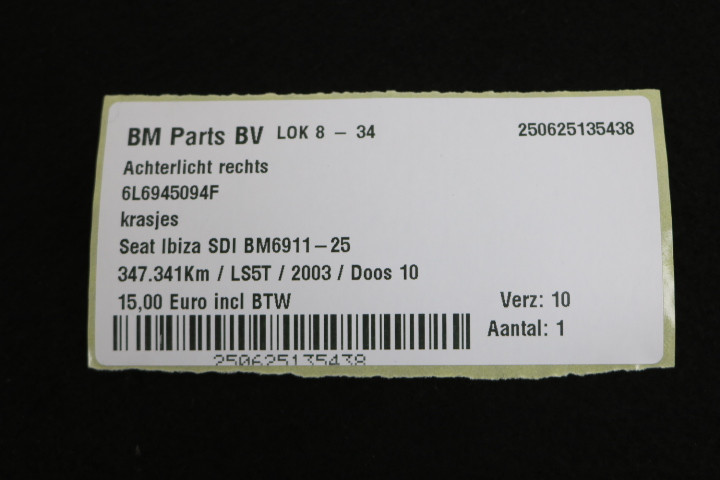 BM Parts BV LOK 8 - 34 250625135438
Achterlicht rechts
6L6945094F
krasjes
Seat Ibiza SDI BM6911-25
347.341Km / LS5T / 2003 / Doos 10
15,00 Euro incl BTW Verz: 10
Aantal: 1
250625135438